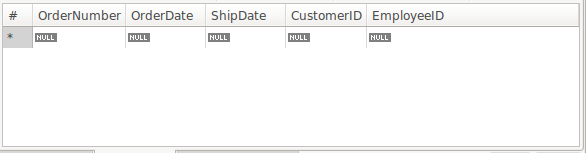 # OrderNumber OrderDate ShipDate CustomerID EmployeeID
* NULL NULL NULL NULL NULL